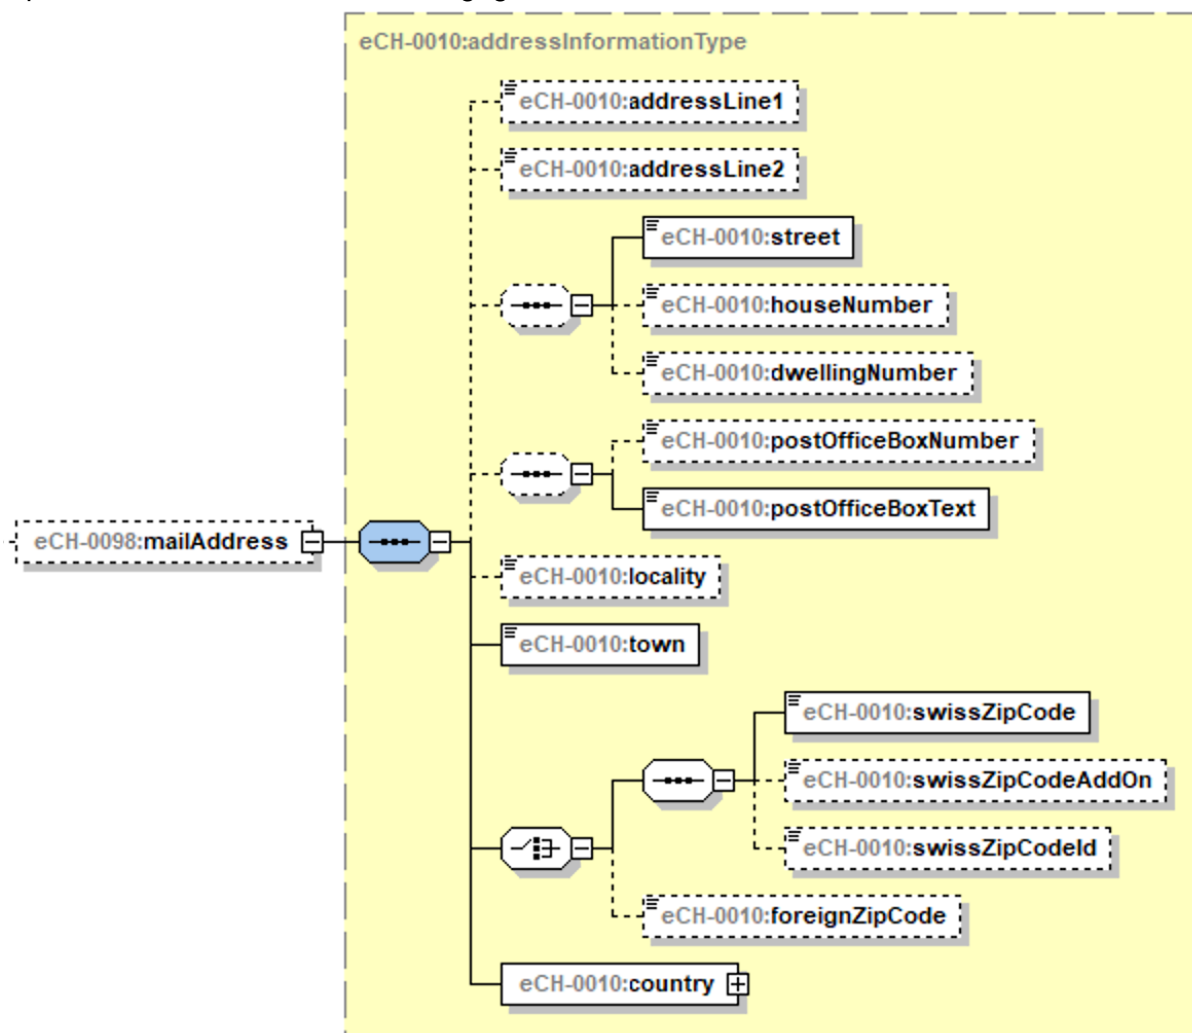 eCH-0010:addressInformationType
eCH-0010:addressLine1
eCH-0010:addressLine2
eCH-0010:street
eCH-0010:houseNumber
eCH-0010:dwellingNumber
eCH-0010:postOfficeBoxNumber
eCH-0010:postOfficeBoxText
eCH-0098:mailAddress
eCH-0010:locality
eCH-0010:town
eCH-0010:swissZipCode
eCH-0010:swissZipCodeAddOn
eCH-0010:swissZipCodeId
eCH-0010:foreignZipCode
eCH-0010:country